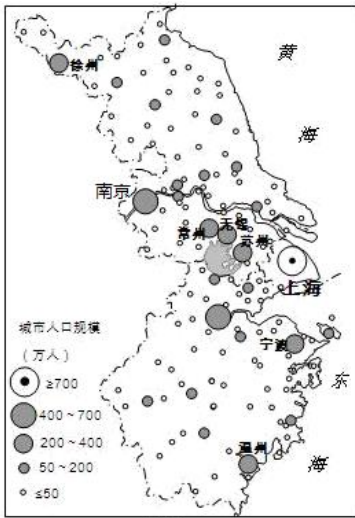 黄
海
徐州
南京
无锡
常州
苏州
上海
宁波
东
海
温州
城市人口规模
（万人）
≥700
400～700
200～400
50～200
≤50